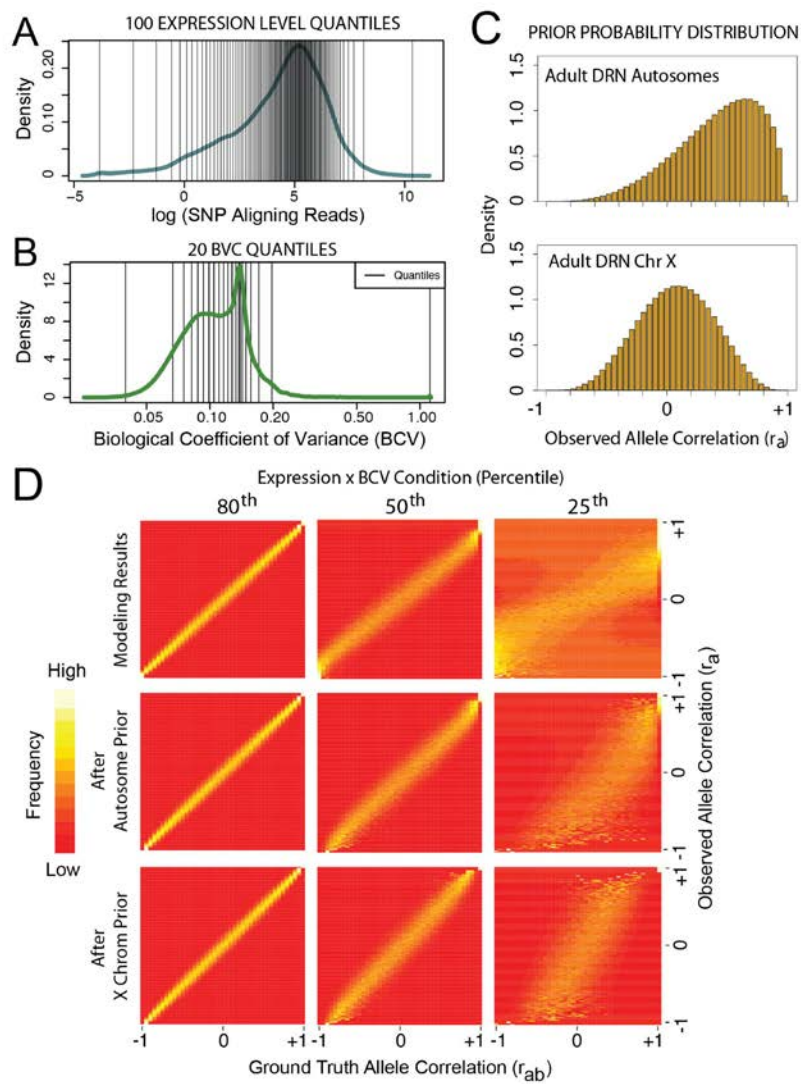 A
100 EXPRESSION LEVEL QUANTILES
Density
0 0.10 0.20
-5 0 5 10
log (SNP Aligning Reads)
B
20 BVC QUANTILES
Quantiles
Density
0 4 8 12
0.05 0.10 0.20 0.50 1.00
Biological Coefficient of Variance (BCV)
C
PRIOR PROBABILITY DISTRIBUTION
Adult DRN Autosomes
0 0.5 1.0 1.5
Density
Adult DRN Chr X
0 0.5 1.0 1.5
-1 0 +1
Observed Allele Correlation (ra)
D
Expression x BCV Condition (Percentile)
80th 50th 25th
Modeling Results
-1 0 +1
High
Frequency
Low
After
Autosome Prior
-1 0 +1
After
X Chrom Prior
-1 0 +1
Observed Allele Correlation (ra)
-1 0 +1 -1 0 +1 -1 0 +1
Ground Truth Allele Correlation (rab)